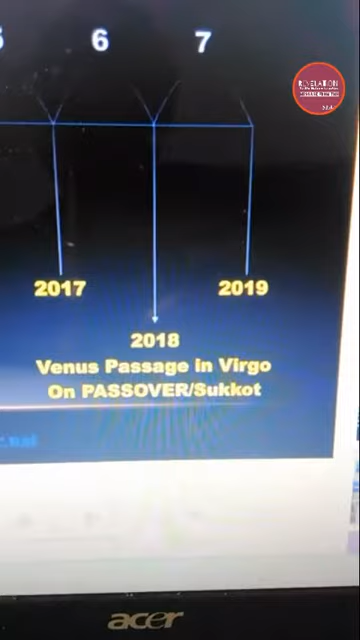 6 7
REVELATION
2017 2019
2018
Venus Passage in Virgo
On PASSOVER/Sukkot
acer